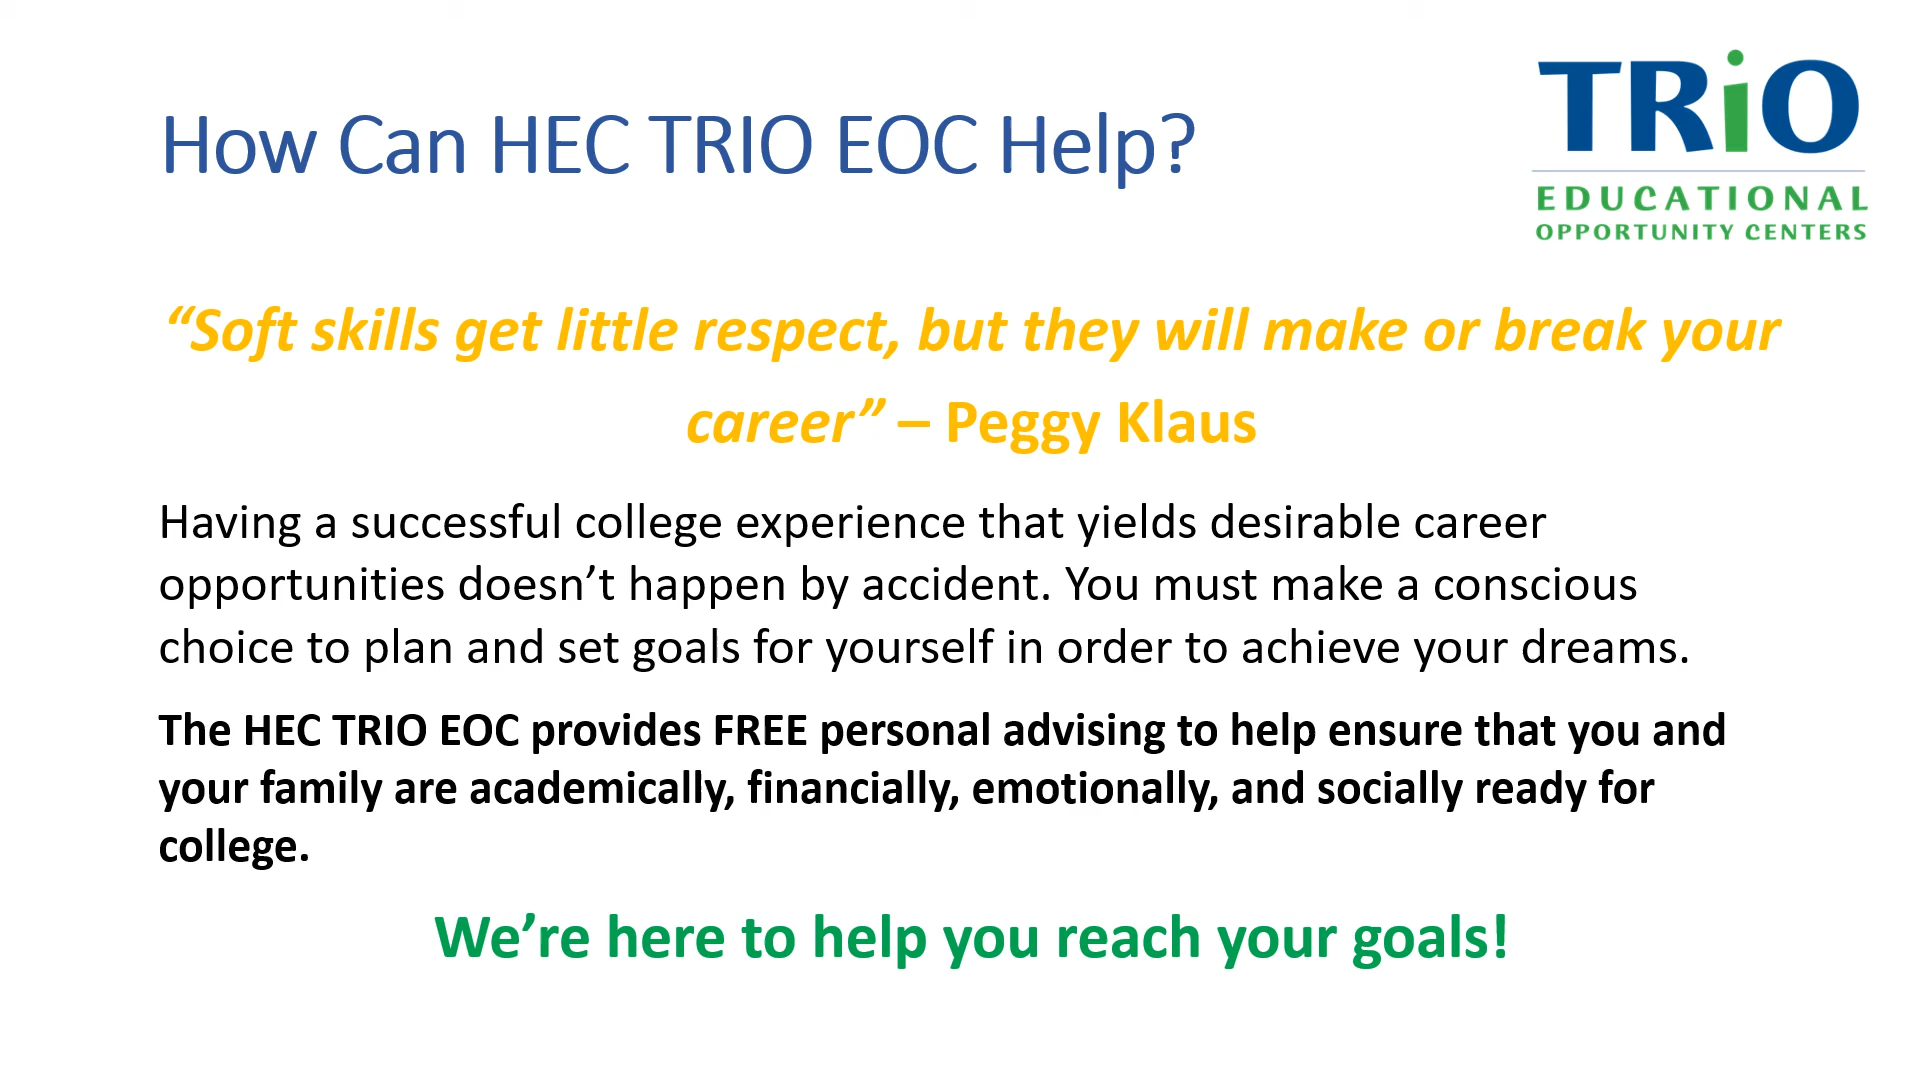 How Can HEC TRIO EOC Help?
TRiO
EDUCATIONAL
OPPORTUNITY CENTERS
“Soft skills get little respect, but they will make or break your
career” – Peggy Klaus
Having a successful college experience that yields desirable career
opportunities doesn’t happen by accident. You must make a conscious
choice to plan and set goals for yourself in order to achieve your dreams.
The HEC TRIO EOC provides FREE personal advising to help ensure that you and
your family are academically, financially, emotionally, and socially ready for
college.
We’re here to help you reach your goals!